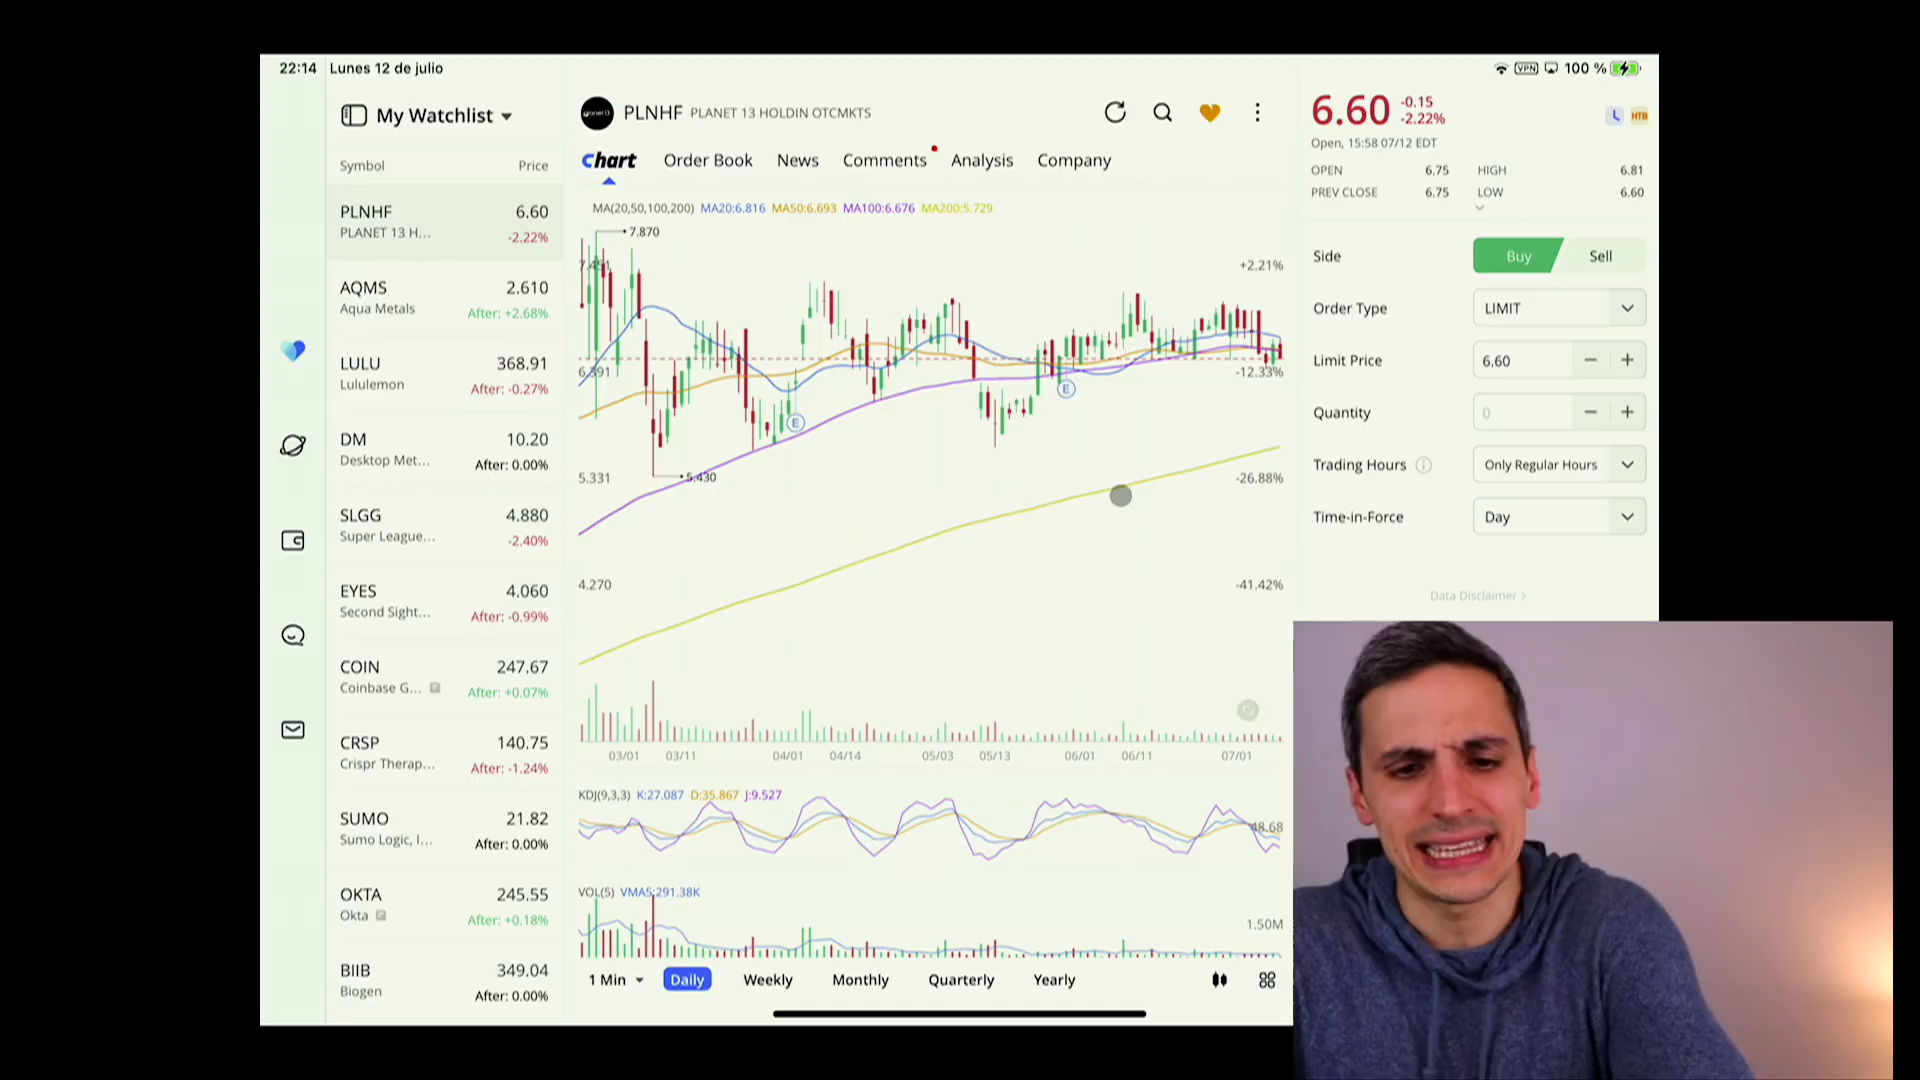 22:14 Lunes 12 de julio
VPN 100 %
My Watchlist
Symbol Price
PLNHF 6.60
PLANET 13 H... -2.22%
AQMS 2.610
Aqua Metals After: +2.68%
LULU 368.91
Lululemon After: -0.27%
DM 10.20
Desktop Met... After: 0.00%
SLGG 4.880
Super League... -2.40%
EYES 4.060
Second Sight... After: -0.99%
COIN 247.67
Coinbase G... After: +0.07%
CRSP 140.75
Crispr Therap... After: -1.24%
SUMO 21.82
Sumo Logic, I... After: 0.00%
OKTA 245.55
Okta After: +0.18%
BIIB 349.04
Biogen After: 0.00%
planet13 PLNHF PLANET 13 HOLDIN OTCMKTS
Chart Order Book News Comments Analysis Company
MA(20,50,100,200) MA20:6.816 MA50:6.693 MA100:6.676 MA200:5.729
7.870
7.451 +2.21%
6.391 -12.33%
E
E
5.331 5.430 -26.88%
4.270 -41.42%
03/01 03/11 04/01 04/14 05/03 05/13 06/01 06/11 07/01
KDJ(9,3,3) K:27.087 D:35.867 J:9.527
48.68
VOL(5) VMA5:291.38K
1.50M
1 Min Daily Weekly Monthly Quarterly Yearly
6.60 -0.15
-2.22%
L HTB
Open, 15:58 07/12 EDT
OPEN 6.75 HIGH 6.81
PREV CLOSE 6.75 LOW 6.60
Side Buy Sell
Order Type LIMIT
Limit Price 6.60 − +
Quantity 0 − +
Trading Hours Only Regular Hours
Time-in-Force Day
Data Disclaimer >